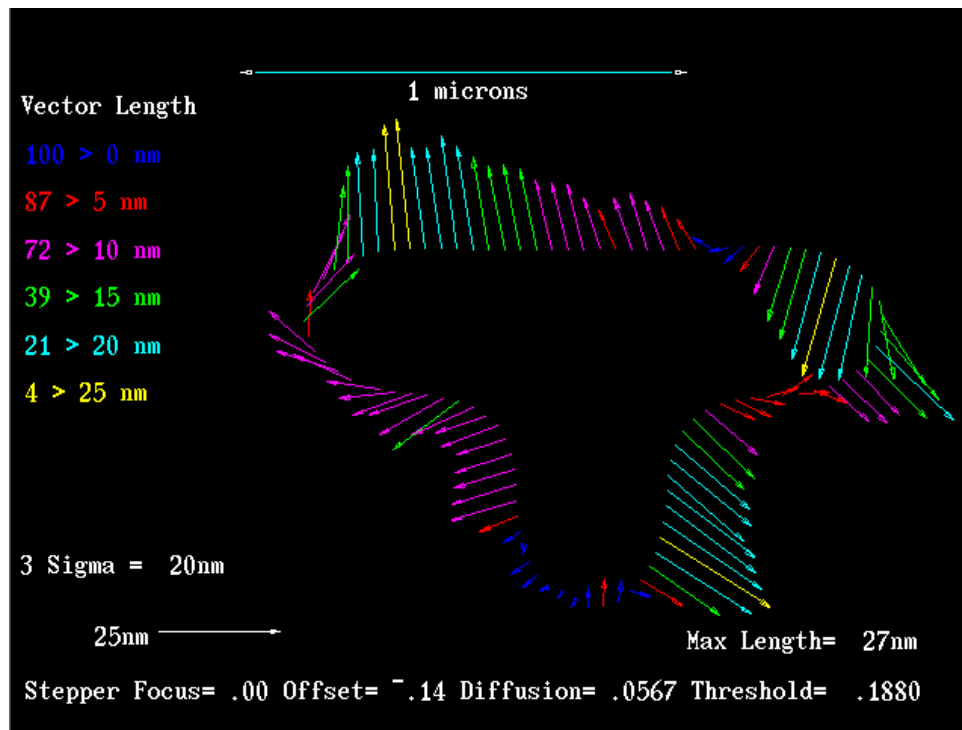 1 microns
Vector Length
100 > 0 nm
87 > 5 nm
72 > 10 nm
39 > 15 nm
21 > 20 nm
4 > 25 nm
3 Sigma = 20nm
25nm
Max Length= 27nm
Stepper Focus= .00 Offset= ¯.14 Diffusion= .0567 Threshold= .1880